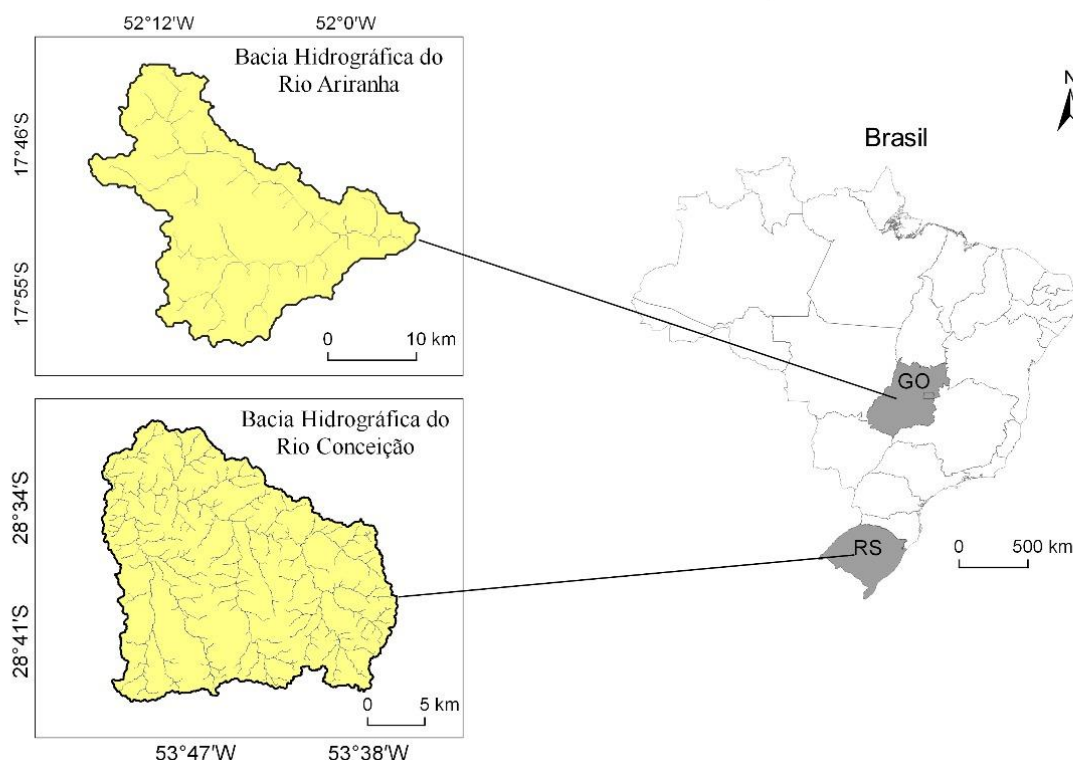 52°12'W 52°0'W
Bacia Hidrográfica do
Rio Ariranha
17°46'S
17°55'S
0 10 km
Bacia Hidrográfica do
Rio Conceição
28°34'S
28°41'S
0 5 km
53°47'W 53°38'W
N
Brasil
GO
RS
0 500 km